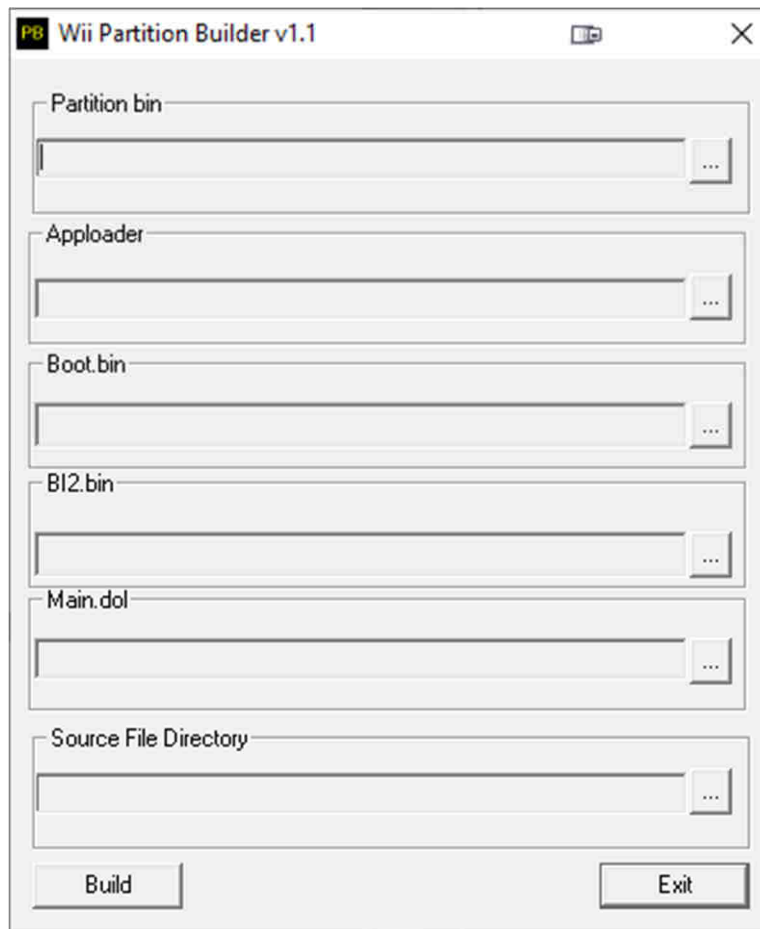 PB Wii Partition Builder v1.1
Partition bin
...
Apploader
...
Boot.bin
...
BI2.bin
...
Main.dol
...
Source File Directory
...
Build Exit